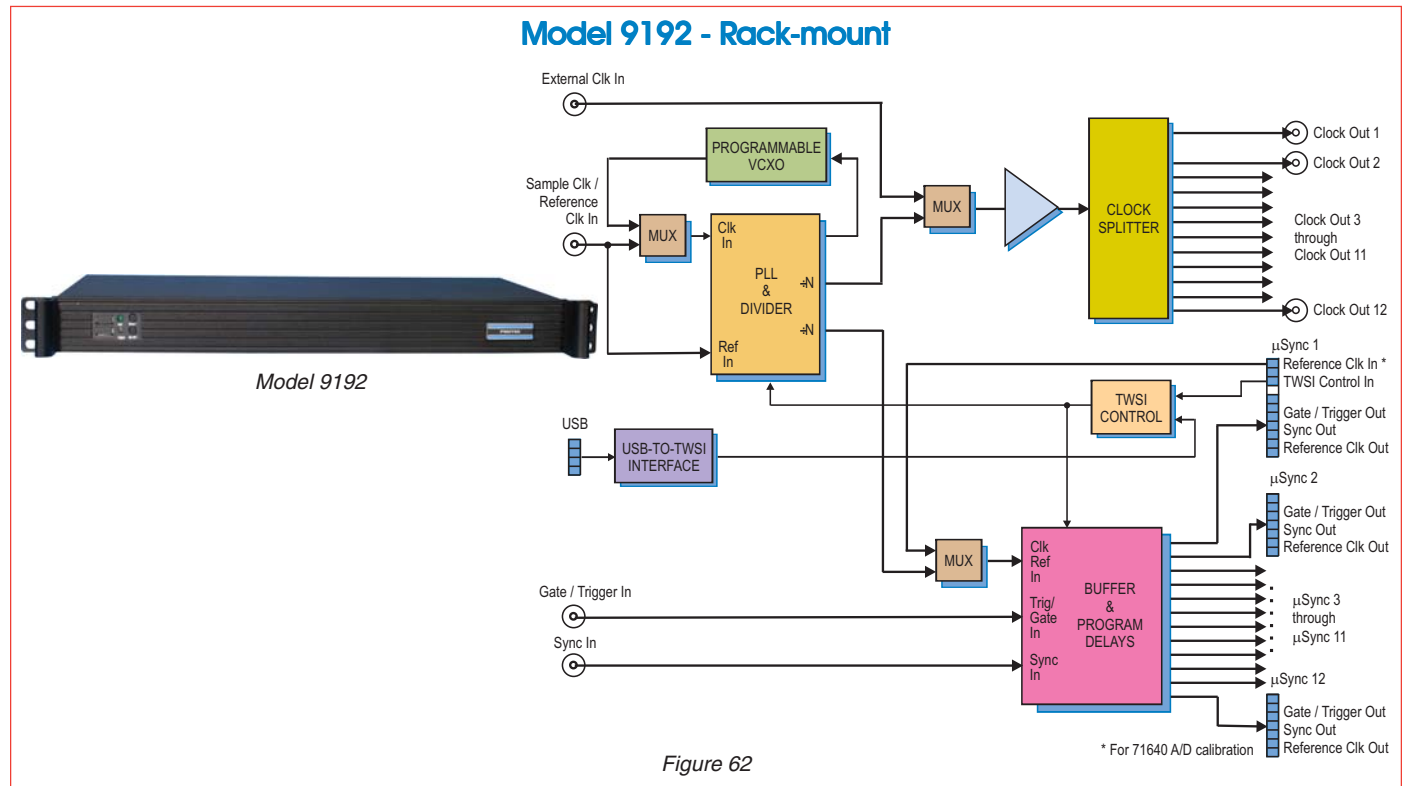 Model 9192 - Rack-mount
External Clk In
PROGRAMMABLE
VCXO
Sample Clk /
Reference
Clk In
MUX
Clk
In
PLL
&
DIVIDER
÷N
÷N
Ref
In
MUX
CLOCK
SPLITTER
Clock Out 1
Clock Out 2
Clock Out 3
through
Clock Out 11
Clock Out 12
Model 9192
µSync 1
Reference Clk In *
TWSI Control In
Gate / Trigger Out
Sync Out
Reference Clk Out
TWSI
CONTROL
USB
USB-TO-TWSI
INTERFACE
µSync 2
Gate / Trigger Out
Sync Out
Reference Clk Out
MUX
Clk
Ref
In
Trig/
Gate
In
Sync
In
BUFFER
&
PROGRAM
DELAYS
Gate / Trigger In
Sync In
µSync 3
through
µSync 11
µSync 12
Gate / Trigger Out
Sync Out
Reference Clk Out
* For 71640 A/D calibration
Figure 62